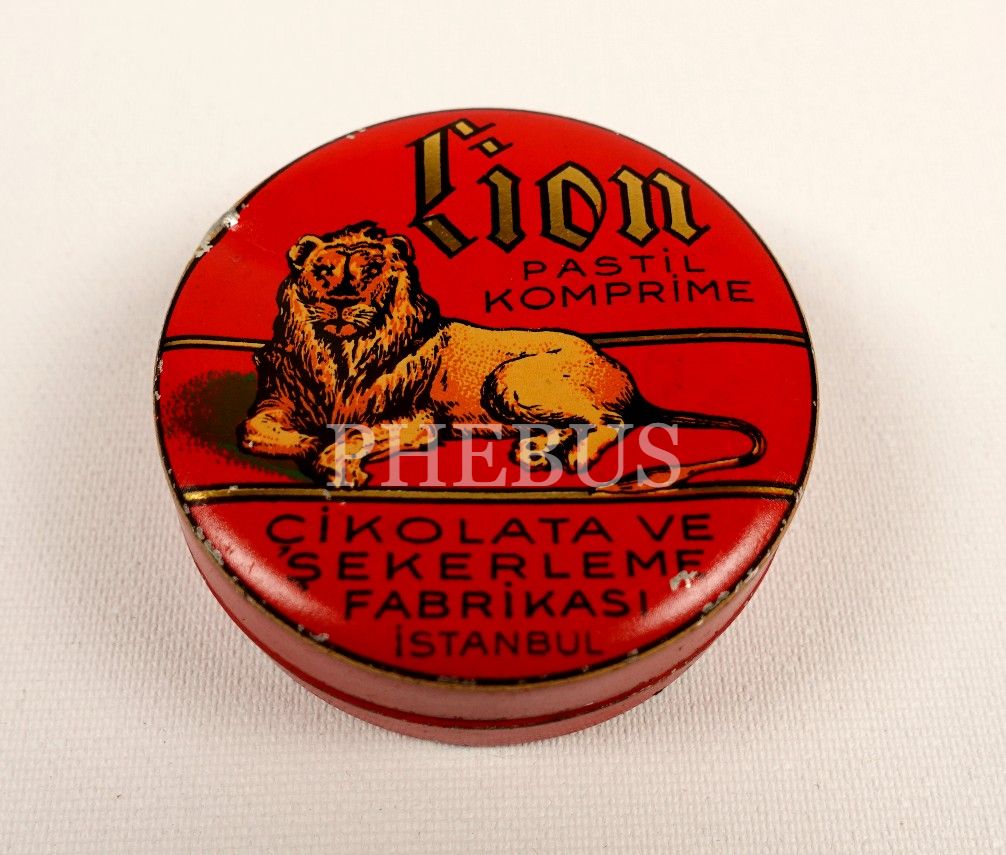 Lion
PASTİL
KOMPRİME
PHEBUS
ÇİKOLATA VE
ŞEKERLEME
FABRİKASI
İSTANBUL